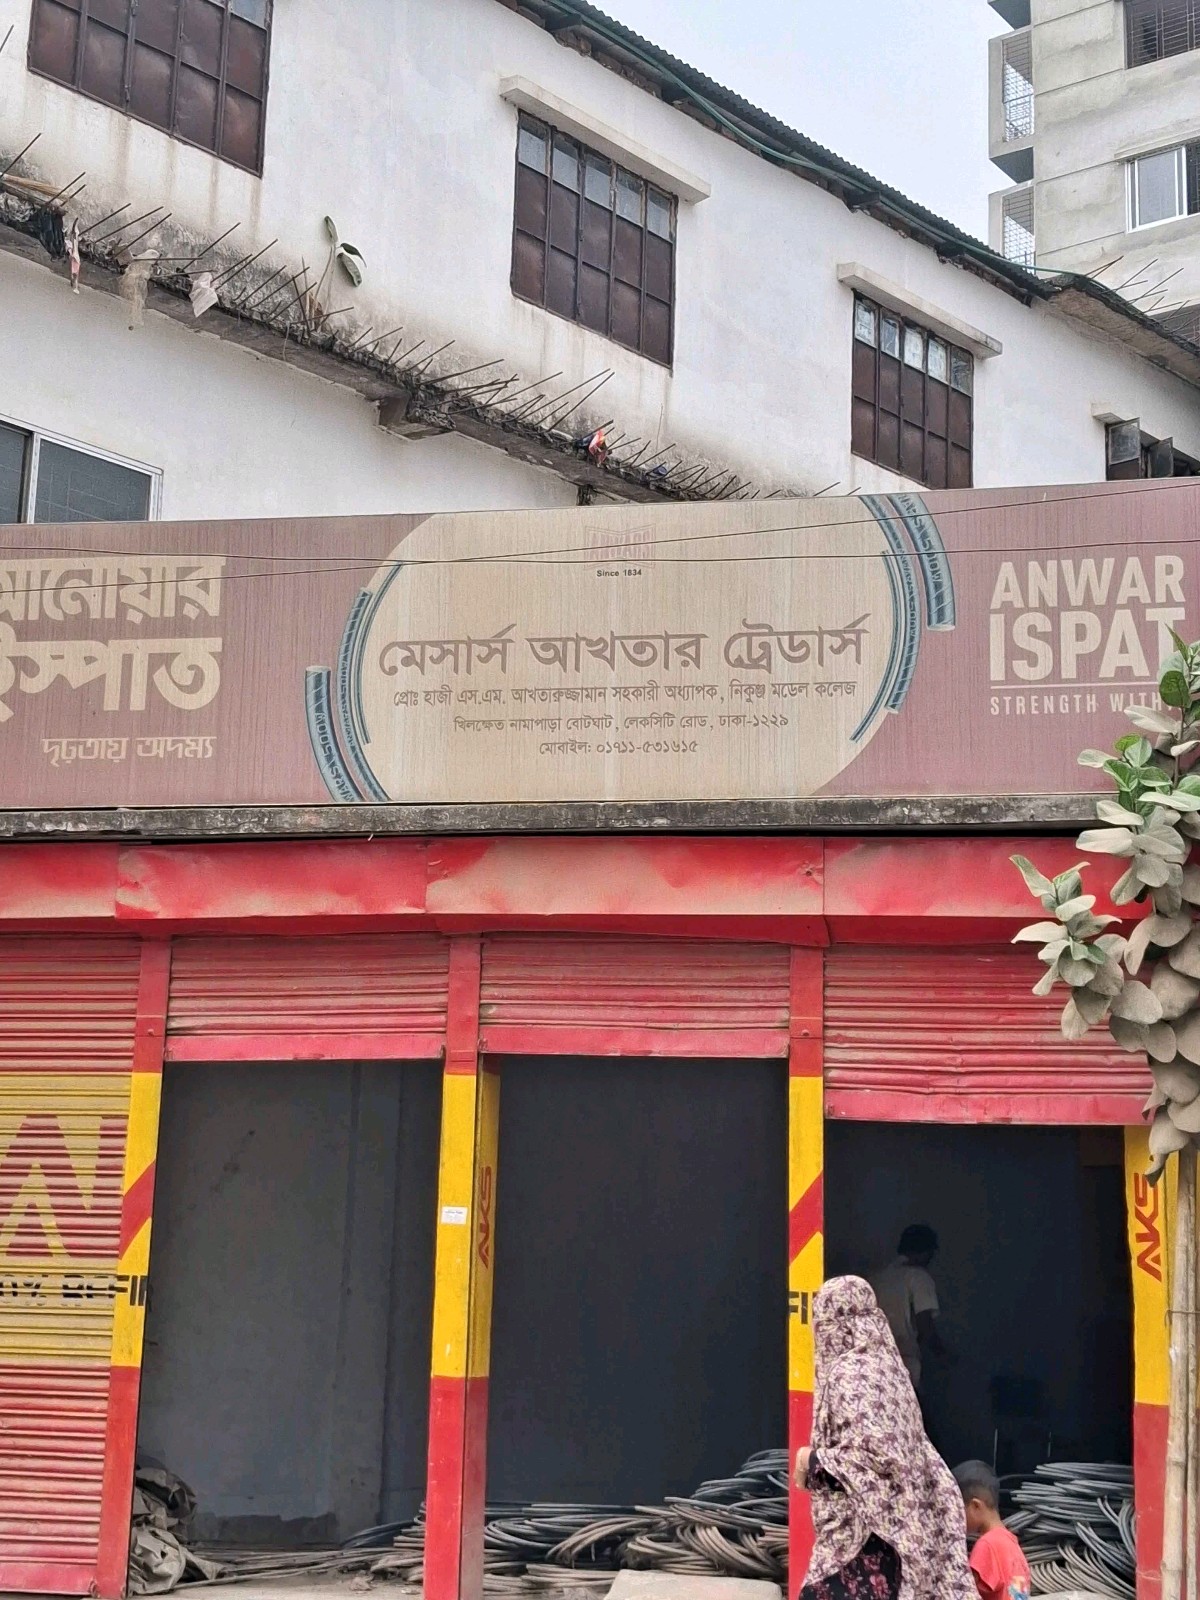 আনোয়ার
ইস্পাত
দৃঢ়তায় অদম্য
ANWARS
Since 1834
মেসার্স আখতার ট্রেডার্স
প্রোঃ হাজী এস.এম. আখতারুজ্জামান সহকারী অধ্যাপক, নিকুঞ্জ মডেল কলেজ
খিলক্ষেত নামাপাড়া বোটঘাট, লেকসিটি রোড, ঢাকা-১২২৯
মোবাইল: ০১৭১১-৫৩১৬১৫
ANWAR
ISPAT
STRENGTH WITH
AKS
AKS